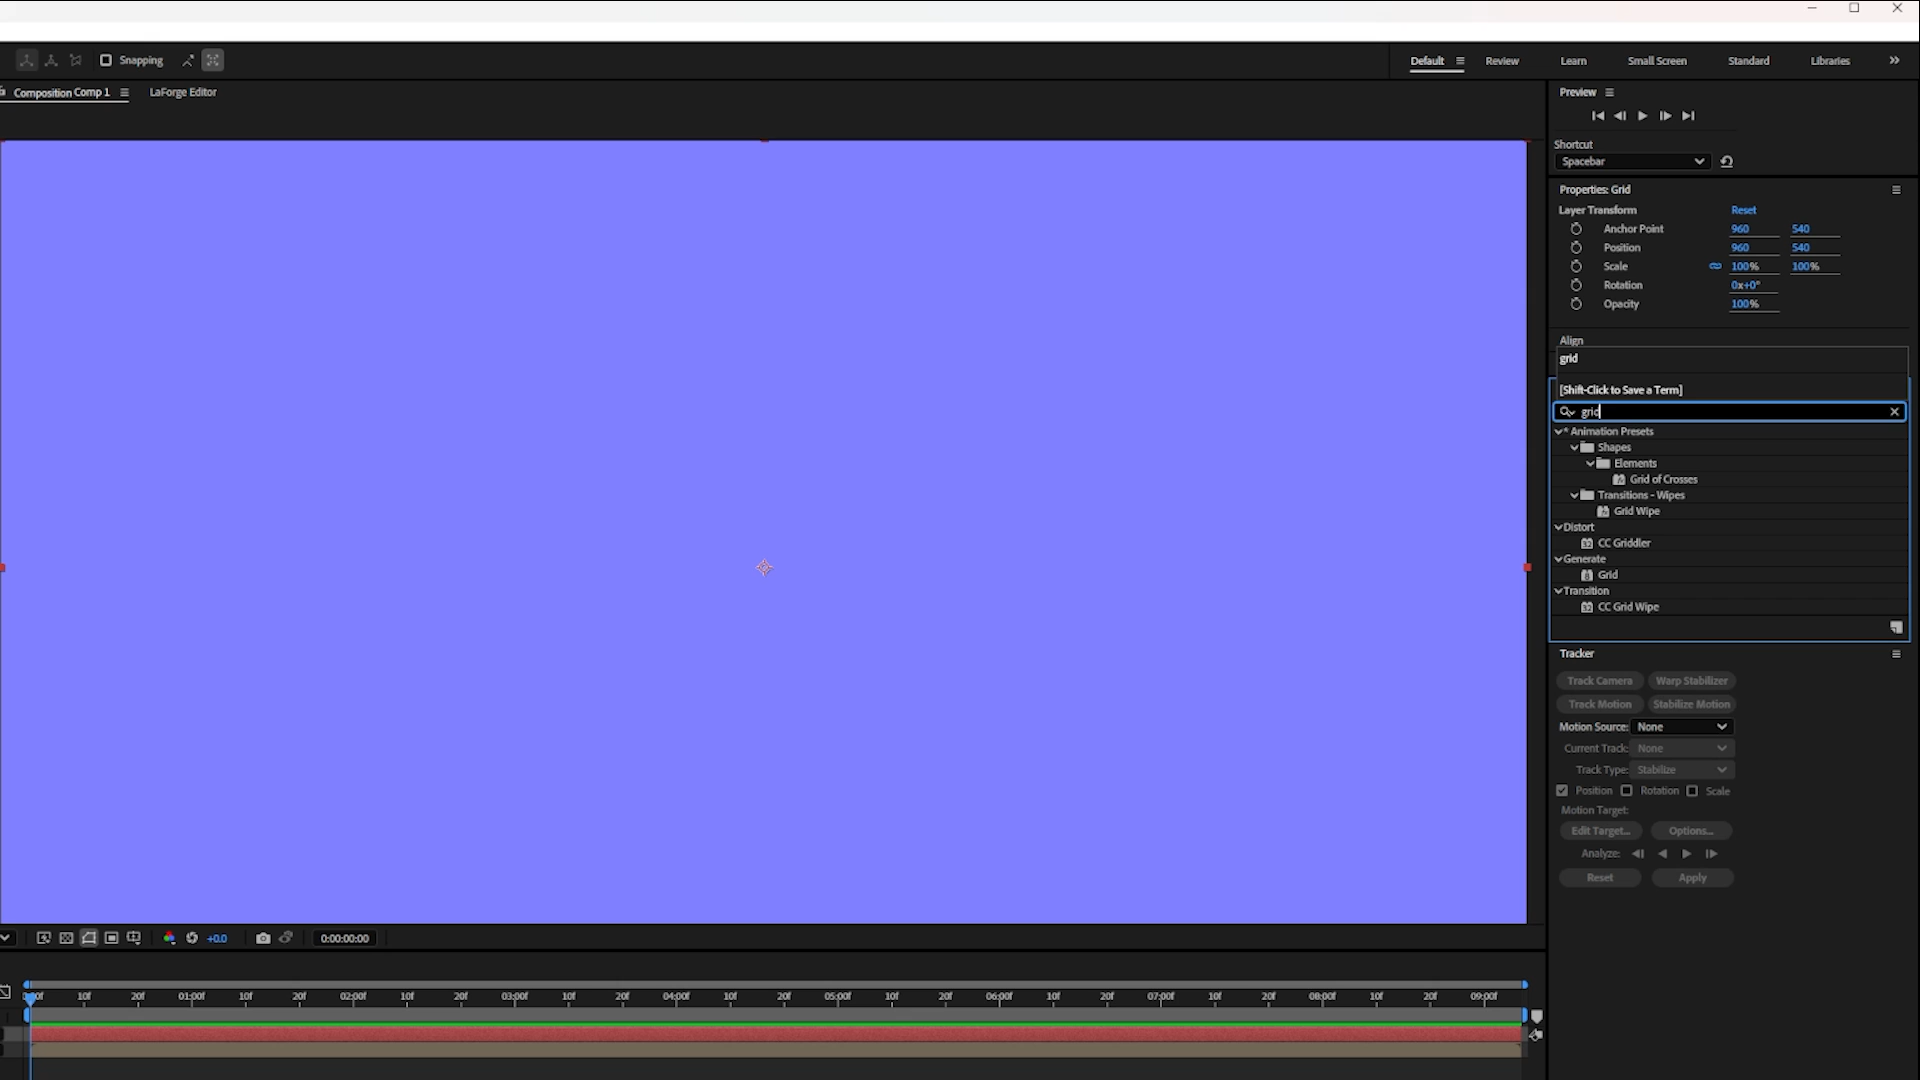 Snapping
Default
Review
Learn
Small Screen
Standard
Libraries
Composition Comp 1
LaForge Editor
Preview
Shortcut
Spacebar
Properties: Grid
Layer Transform
Reset
Anchor Point
960
540
Position
960
540
Scale
100%
100%
Rotation
0x+0°
Opacity
100%
Align
grid
[Shift-Click to Save a Term]
grid
* Animation Presets
Shapes
Elements
Grid of Crosses
Transitions - Wipes
Grid Wipe
Distort
CC Griddler
Generate
Grid
Transition
CC Grid Wipe
Tracker
Track Camera
Warp Stabilizer
Track Motion
Stabilize Motion
Motion Source: None
Current Track: None
Track Type: Stabilize
Position
Rotation
Scale
Motion Target:
Edit Target...
Options...
Analyze:
Reset
Apply
+0.0
0:00:00:00
10f 20f 01:00f 10f 20f 02:00f 10f 20f 03:00f 10f 20f 04:00f 10f 20f 05:00f 10f 20f 06:00f 10f 20f 07:00f 10f 20f 08:00f 10f 20f 09:00f